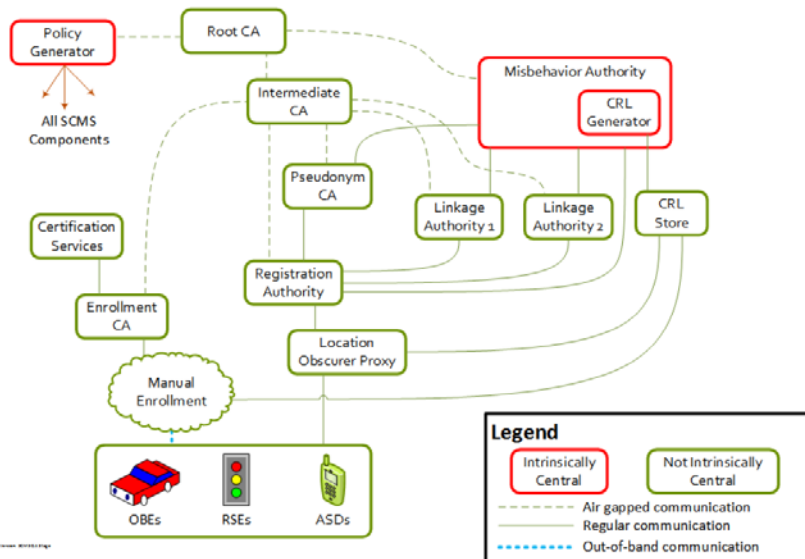 Policy
Generator
Root CA
Misbehavior Authority
CRL
Generator
Intermediate
CA
All SCMS
Components
Pseudonym
CA
Linkage
Authority 1
Linkage
Authority 2
CRL
Store
Certification
Services
Registration
Authority
Enrollment
CA
Location
Obscurer Proxy
Manual
Enrollment
OBEs
RSEs
ASDs
Legend
Intrinsically
Central
Not Intrinsically
Central
Air gapped communication
Regular communication
Out-of-band communication